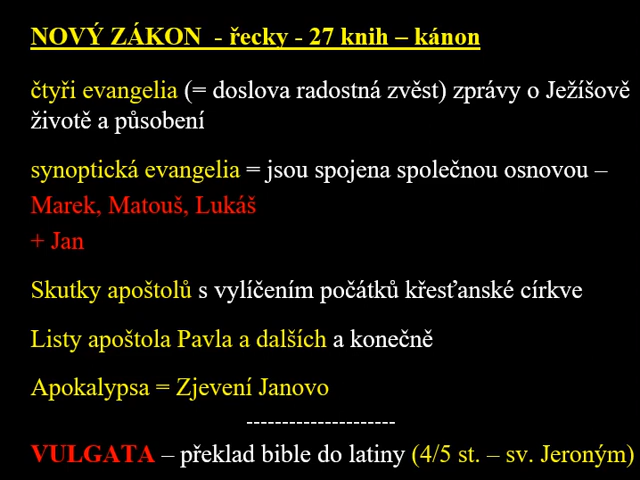 NOVÝ ZÁKON - řecky - 27 knih – kánon
čtyři evangelia (= doslova radostná zvěst) zprávy o Ježíšově
životě a působení
synoptická evangelia = jsou spojena společnou osnovou –
Marek, Matouš, Lukáš
+ Jan
Skutky apoštolů s vylíčením počátků křesťanské církve
Listy apoštola Pavla a dalších a konečně
Apokalypsa = Zjevení Janovo
---------------------
VULGATA – překlad bible do latiny (4/5 st. – sv. Jeroným)